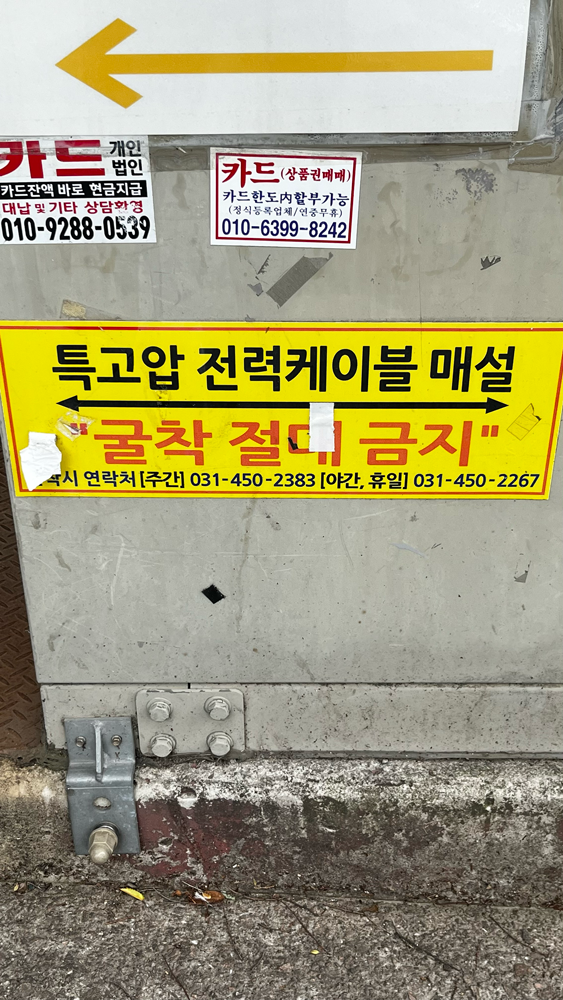 카드 개인
법인
카드잔액 바로 현금지급
대납 및 기타 상담환영
010-9288-0539
카드 (상품권매매)
카드한도內할부가능
(정식등록업체/연중무휴)
010-6399-8242
특고압 전력케이블 매설
"굴착 절대 금지"
굴착시 연락처 [주간] 031-450-2383 [야간, 휴일] 031-450-2267